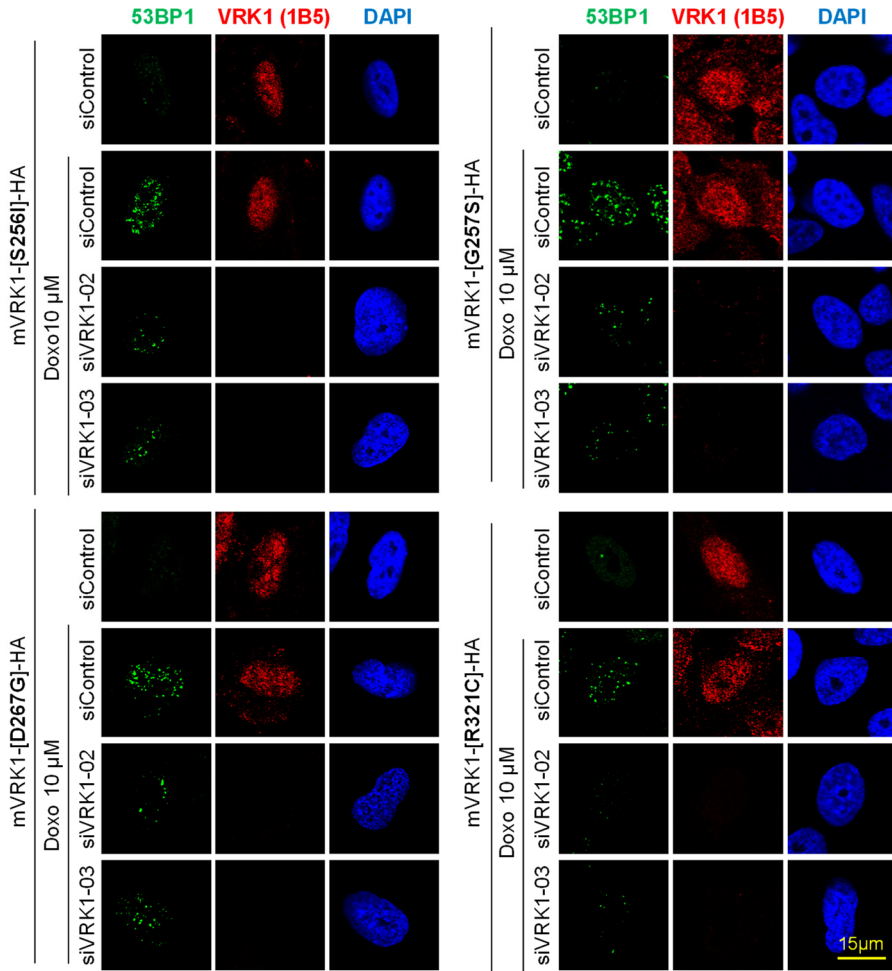 53BP1 VRK1 (1B5) DAPI
mVRK1-[S256I]-HA
Doxo10 µM
siControl
siControl
siVRK1-02
siVRK1-03
53BP1 VRK1 (1B5) DAPI
mVRK1-[G257S]-HA
Doxo 10 µM
siControl
siControl
siVRK1-02
siVRK1-03
mVRK1-[D267G]-HA
Doxo 10 µM
siControl
siControl
siVRK1-02
siVRK1-03
mVRK1-[R321C]-HA
Doxo 10 µM
siControl
siControl
siVRK1-02
siVRK1-03
15µm